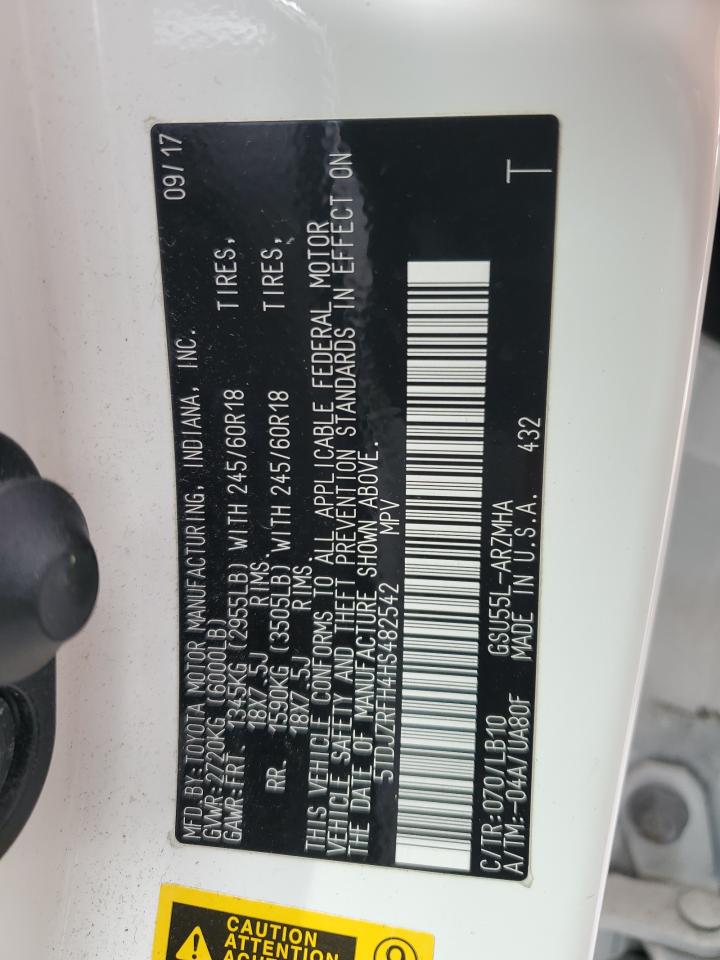 MFD.BY:TOYOTA MOTOR MANUFACTURING, INDIANA, INC. 09/17
GVWR:2720KG (6000LB)
GAWR:FRT. 1345KG (2955LB) WITH 245/60R18 TIRES,
18X7.5J RIMS
RR. 1590KG (3505LB) WITH 245/60R18 TIRES,
18X7.5J RIMS
THIS VEHICLE CONFORMS TO ALL APPLICABLE FEDERAL MOTOR
VEHICLE SAFETY AND THEFT PREVENTION STANDARDS IN EFFECT ON
THE DATE OF MANUFACTURE SHOWN ABOVE.
5TDJZRFH4HS482542 MPV
C/TR:070/LB10 GSU55L-ARZMHA T
A/TM:-04A/UA80F MADE IN U.S.A. 432
CAUTION
ATTENTION